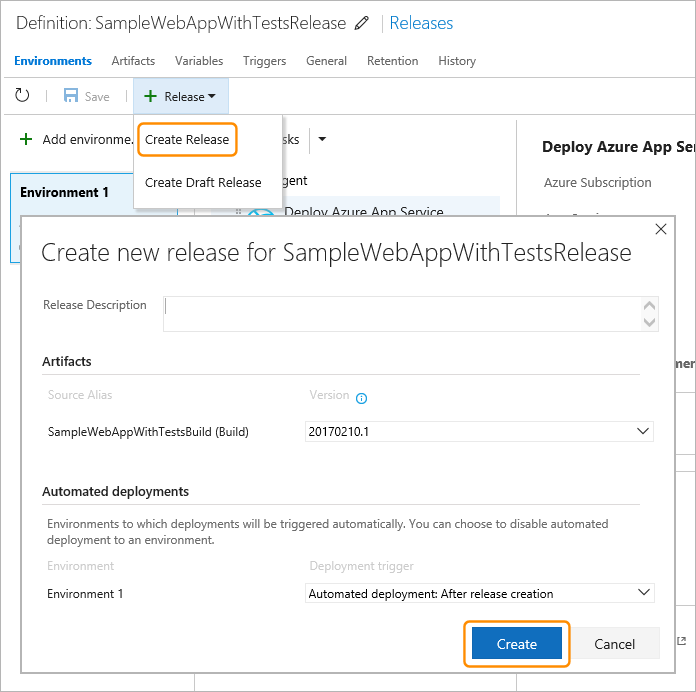 Definition: SampleWebAppWithTestsRelease | Releases
Environments Artifacts Variables Triggers General Retention History
Save Release
Add environme.
Create Release
Create Draft Release
Environment 1
Deploy Azure App Service
Deploy Azure App Ser
Azure Subscription
Create new release for SampleWebAppWithTestsRelease
Release Description
Artifacts
Source Alias Version
SampleWebAppWithTestsBuild (Build) 20170210.1
Automated deployments
Environments to which deployments will be triggered automatically. You can choose to disable automated
deployment to an environment.
Environment Deployment trigger
Environment 1 Automated deployment: After release creation
Create Cancel